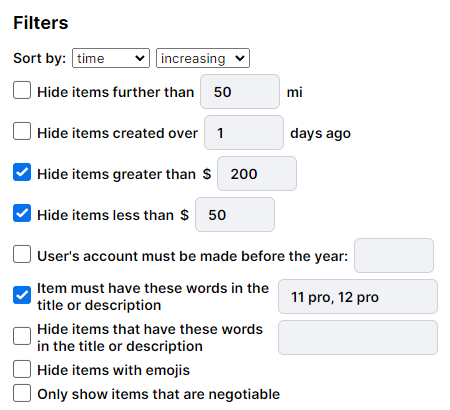 Filters
Sort by: time increasing
Hide items further than 50 mi
Hide items created over 1 days ago
Hide items greater than $ 200
Hide items less than $ 50
User's account must be made before the year:
Item must have these words in the
title or description 11 pro, 12 pro
Hide items that have these words
in the title or description
Hide items with emojis
Only show items that are negotiable